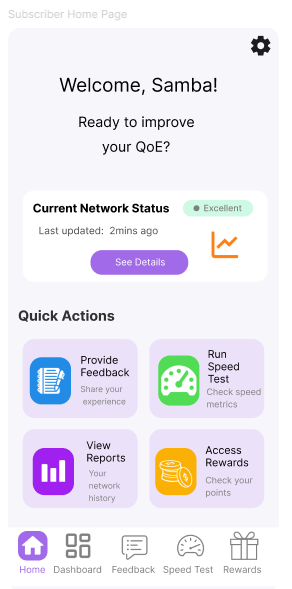 Subscriber Home Page
Welcome, Samba!
Ready to improve
your QoE?
Current Network Status
Excellent
Last updated: 2mins ago
See Details
Quick Actions
Provide
Feedback
Share your
experience
Run
Speed
Test
Check speed
metrics
View
Reports
Your
network
history
Access
Rewards
Check your
points
Home
Dashboard
Feedback
Speed Test
Rewards